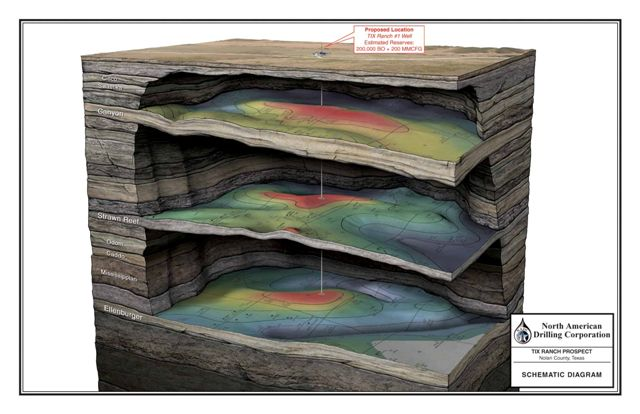 Proposed Location
TIX Ranch #1 Well
Estimated Reserves:
200,000 BO + 200 MMCFG
Cisco
Canyon
Strawn Reef
Odom
Caddo
Mississippian
Ellenburger
North American
Drilling Corporation
TIX RANCH PROSPECT
Nolan County, Texas
SCHEMATIC DIAGRAM